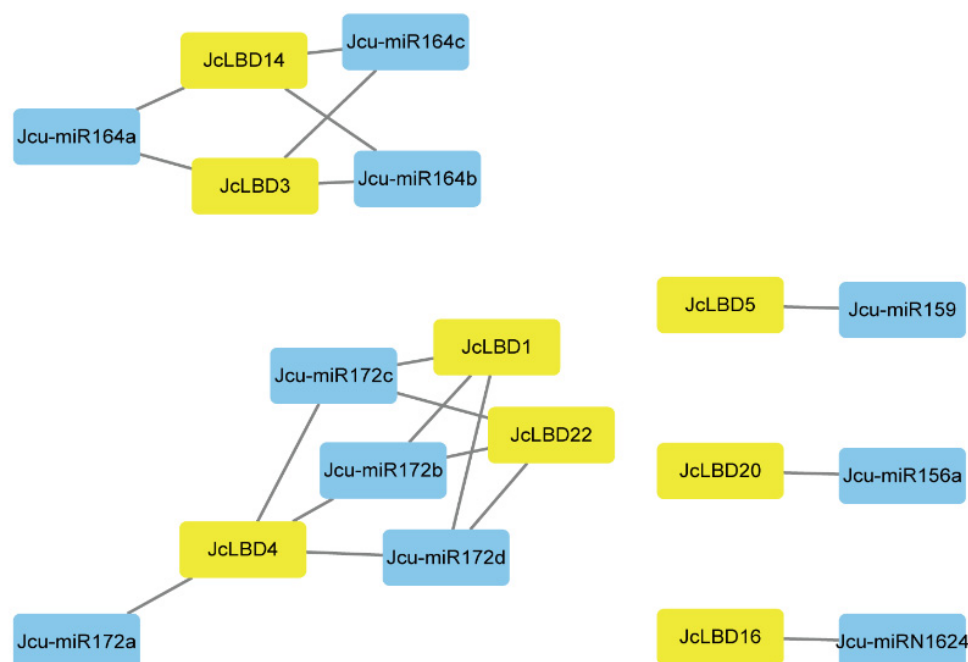 Jcu-miR164c
JcLBD14
Jcu-miR164a
JcLBD3
Jcu-miR164b
JcLBD5
Jcu-miR159
JcLBD1
Jcu-miR172c
JcLBD22
Jcu-miR172b
JcLBD20
Jcu-miR156a
JcLBD4
Jcu-miR172d
Jcu-miR172a
JcLBD16
Jcu-miRN1624